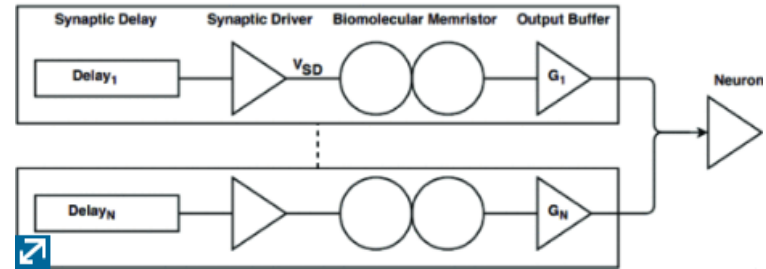 Synaptic Delay Synaptic Driver Biomolecular Memristor Output Buffer
Delay1 VSD G1
Neuron
DelayN GN